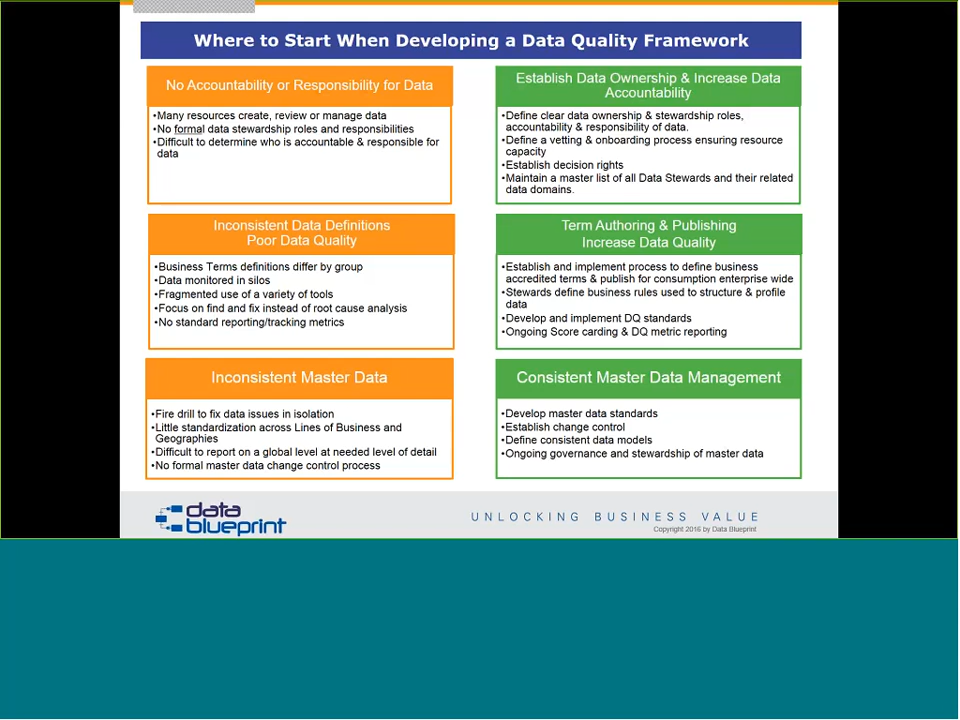 Where to Start When Developing a Data Quality Framework
No Accountability or Responsibility for Data
•Many resources create, review or manage data
•No formal data stewardship roles and responsibilities
•Difficult to determine who is accountable & responsible for
data
Establish Data Ownership & Increase Data
Accountability
•Define clear data ownership & stewardship roles,
accountability & responsibility of data.
•Define a vetting & onboarding process ensuring resource
capacity
•Establish decision rights
•Maintain a master list of all Data Stewards and their related
data domains.
Inconsistent Data Definitions
Poor Data Quality
•Business Terms definitions differ by group
•Data monitored in silos
•Fragmented use of a variety of tools
•Focus on find and fix instead of root cause analysis
•No standard reporting/tracking metrics
Term Authoring & Publishing
Increase Data Quality
•Establish and implement process to define business
accredited terms & publish for consumption enterprise wide
•Stewards define business rules used to structure & profile
data
•Develop and implement DQ standards
•Ongoing Score carding & DQ metric reporting
Inconsistent Master Data
•Fire drill to fix data issues in isolation
•Little standardization across Lines of Business and
Geographies
•Difficult to report on a global level at needed level of detail
•No formal master data change control process
Consistent Master Data Management
•Develop master data standards
•Establish change control
•Define consistent data models
•Ongoing governance and stewardship of master data
data
blueprint
UNLOCKING BUSINESS VALUE
Copyright 2016 by Data Blueprint